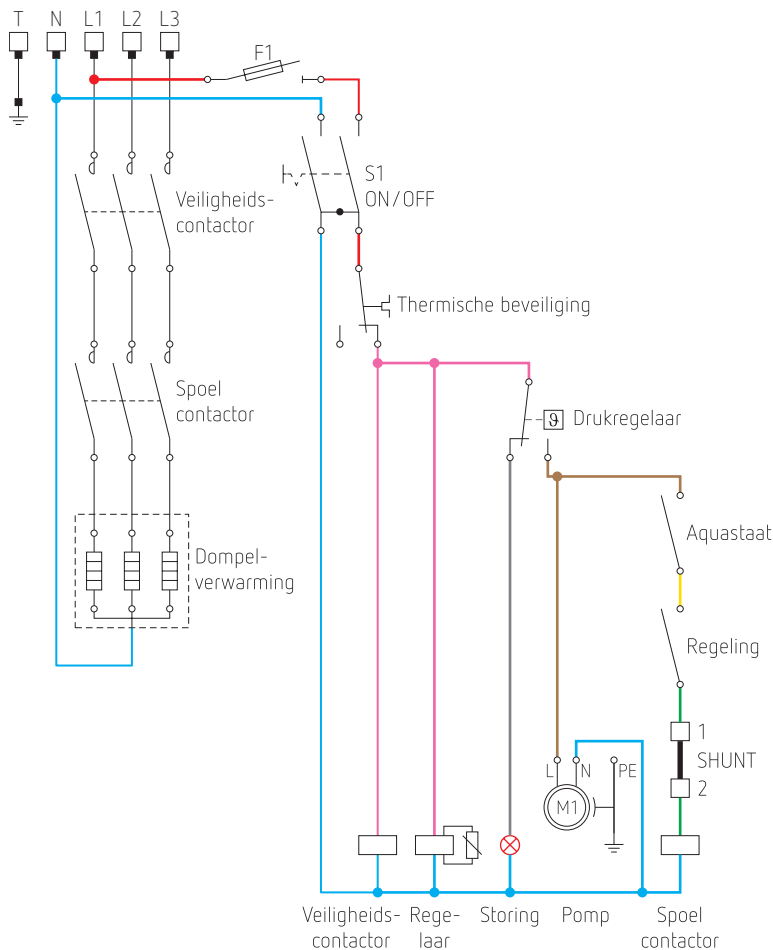 T N L1 L2 L3
F1
S1
ON/OFF
Veiligheids-
contactor
Thermische beveiliging
Spoel
contactor
ϑ Drukregelaar
Aquastaat
Dompel-
verwarming
Regeling
1
SHUNT
2
L N PE
M1
Veiligheids-
contactor
Rege-
laar
Storing
Pomp
Spoel
contactor